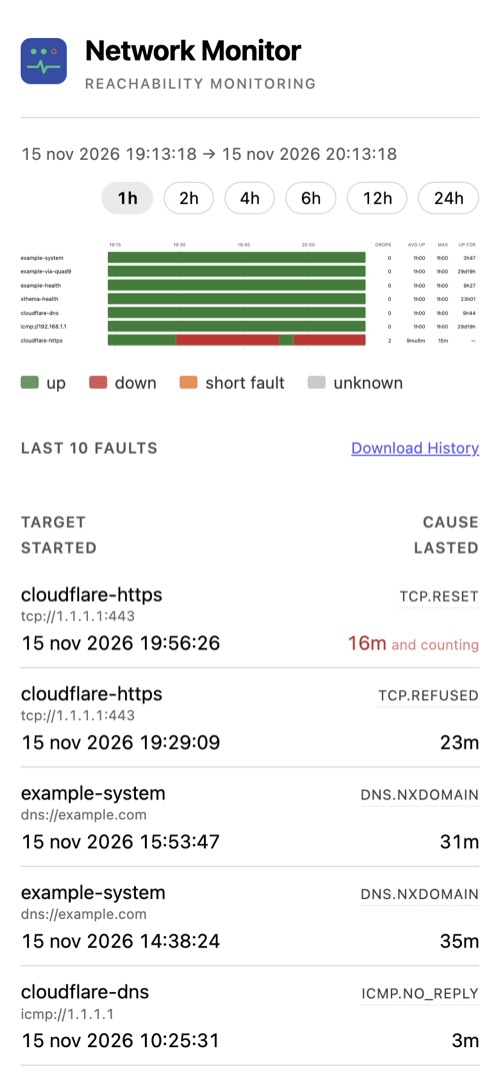 Network Monitor
REACHABILITY MONITORING
15 nov 2026 19:13:18 → 15 nov 2026 20:13:18
1h 2h 4h 6h 12h 24h
19:15 19:30 19:45 20:00 DROPS AVG UP MAX UP FOR
example-system 0 1h00 1h00 3h47
example-via-quad9 0 1h00 1h00 29d19h
example-health 0 1h00 1h00 9h27
xthema-health 0 1h00 1h00 23h01
cloudflare-dns 0 1h00 1h00 9h44
icmp://192.168.1.1 0 1h00 1h00 29d19h
cloudflare-https 2 15m —
up down short fault unknown
LAST 10 FAULTS Download History
TARGET CAUSE
STARTED LASTED
cloudflare-https TCP.RESET
tcp://1.1.1.1:443
15 nov 2026 19:56:26 16m and counting
cloudflare-https TCP.REFUSED
tcp://1.1.1.1:443
15 nov 2026 19:29:09 23m
example-system DNS.NXDOMAIN
dns://example.com
15 nov 2026 15:53:47 31m
example-system DNS.NXDOMAIN
dns://example.com
15 nov 2026 14:38:24 35m
cloudflare-dns ICMP.NO_REPLY
icmp://1.1.1.1
15 nov 2026 10:25:31 3m